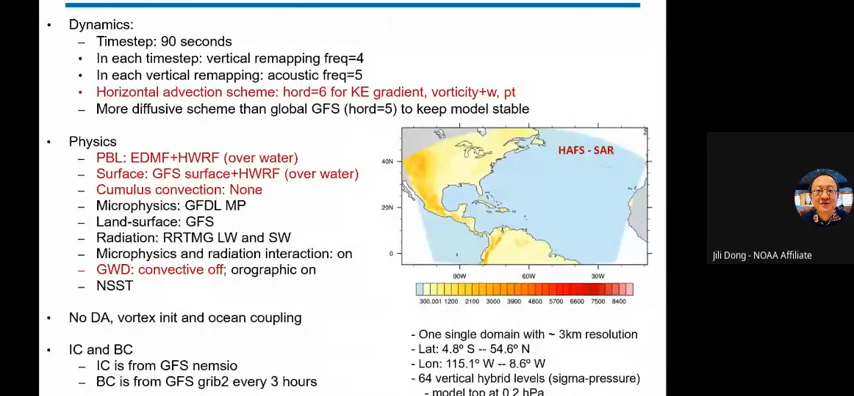 • Dynamics:
– Timestep: 90 seconds
• In each timestep: vertical remapping freq=4
• In each vertical remapping: acoustic freq=5
• Horizontal advection scheme: hord=6 for KE gradient, vorticity+w, pt
– More diffusive scheme than global GFS (hord=5) to keep model stable
• Physics
– PBL: EDMF+HWRF (over water)
– Surface: GFS surface+HWRF (over water)
– Cumulus convection: None
– Microphysics: GFDL MP
– Land-surface: GFS
– Radiation: RRTMG LW and SW
– Microphysics and radiation interaction: on
– GWD: convective off; orographic on
– NSST
• No DA, vortex init and ocean coupling
• IC and BC
– IC is from GFS nemsio
– BC is from GFS grib2 every 3 hours
HAFS - SAR
40N
20N
0
90W 60W 30W
300.001 1200 2100 3000 3900 4800 5700 6600 7500 8400
- One single domain with ~ 3km resolution
- Lat: 4.8º S -- 54.6º N
- Lon: 115.1º W -- 8.6º W
- 64 vertical hybrid levels (sigma-pressure)
- model top at 0.2 hPa
Jili Dong - NOAA Affiliate